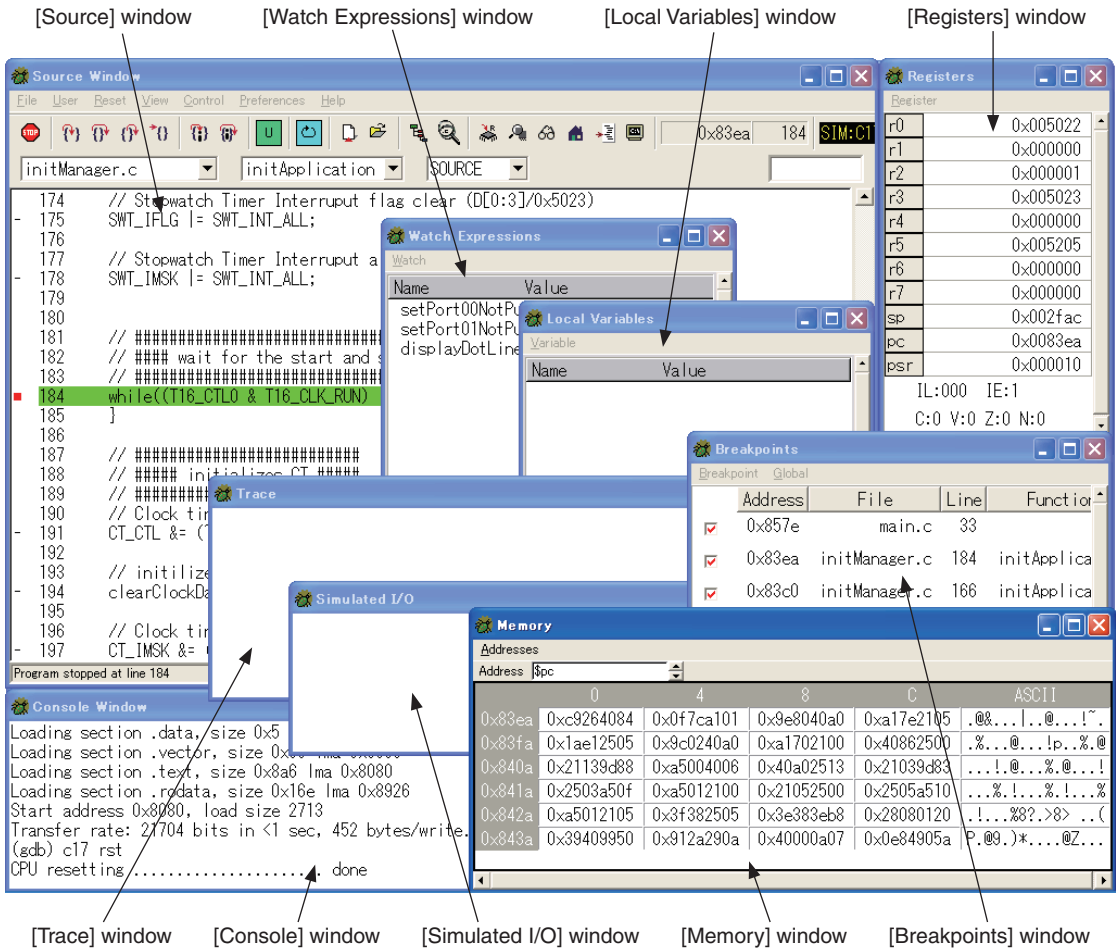 [Source] window [Watch Expressions] window [Local Variables] window [Registers] window
Source Window
File User Reset View Control Preferences Help
STOP
U
0x83ea 184 SIM:C1
initManager.c initApplication SOURCE
174 // Stopwatch Timer Interruput flag clear (D[0:3]/0x5023)
- 175 SWT_IFLG |= SWT_INT_ALL;
176
177 // Stopwatch Timer Interruput a
- 178 SWT_IMSK |= SWT_INT_ALL;
179
180
181 // ##############################
182 // #### wait for the start and s
183 // ##############################
184 while((T16_CTL0 & T16_CLK_RUN)
185 }
186
187 // ###########################
188 // ##### initializes CT #####
189 // #########
190 // Clock tim
- 191 CT_CTL &= (~
192
193 // initilize
- 194 clearClockDa
195
196 // Clock tim
- 197 CT_IMSK &=
Program stopped at line 184
Registers
Register
r0 0x005022
r1 0x000000
r2 0x000001
r3 0x005023
r4 0x000000
r5 0x005205
r6 0x000000
r7 0x000000
sp 0x002fac
pc 0x0083ea
psr 0x000010
IL:000 IE:1
C:0 V:0 Z:0 N:0
Watch Expressions
Watch
Name Value
setPort00NotPu
setPort01NotPu
displayDotLine
Local Variables
Variable
Name Value
Breakpoints
Breakpoint Global
Address File Line Function
0x857e main.c 33
0x83ea initManager.c 184 initApplica
0x83c0 initManager.c 166 initApplica
Trace
Simulated I/O
Memory
Addresses
Address $pc
0 4 8 C ASCII
0x83ea 0xc9264084 0x0f7ca101 0x9e8040a0 0xa17e2105 .@&...|..@...!~.
0x83fa 0x1ae12505 0x9c0240a0 0xa1702100 0x40862500 .%...@...!p..%.@
0x840a 0x21139d88 0xa5004006 0x40a02513 0x21039d83 ...!.@...%.@...!
0x841a 0x2503a50f 0xa5012100 0x21052500 0x2505a510 ...%.!...%.!...%
0x842a 0xa5012105 0x3f382505 0x3e383eb8 0x28080120 .!...%8?.>8> ..(
0x843a 0x39409950 0x912a290a 0x40000a07 0x0e84905a P.@9.)*....@Z...
Console Window
Loading section .data, size 0x5
Loading section .vector, size
Loading section .text, size 0x8a6 lma 0x8080
Loading section .rodata, size 0x16e lma 0x8926
Start address 0x8080, load size 2713
Transfer rate: 21704 bits in <1 sec, 452 bytes/write.
(gdb) c17 rst
CPU resetting ...................... done
[Trace] window [Console] window [Simulated I/O] window [Memory] window [Breakpoints] window